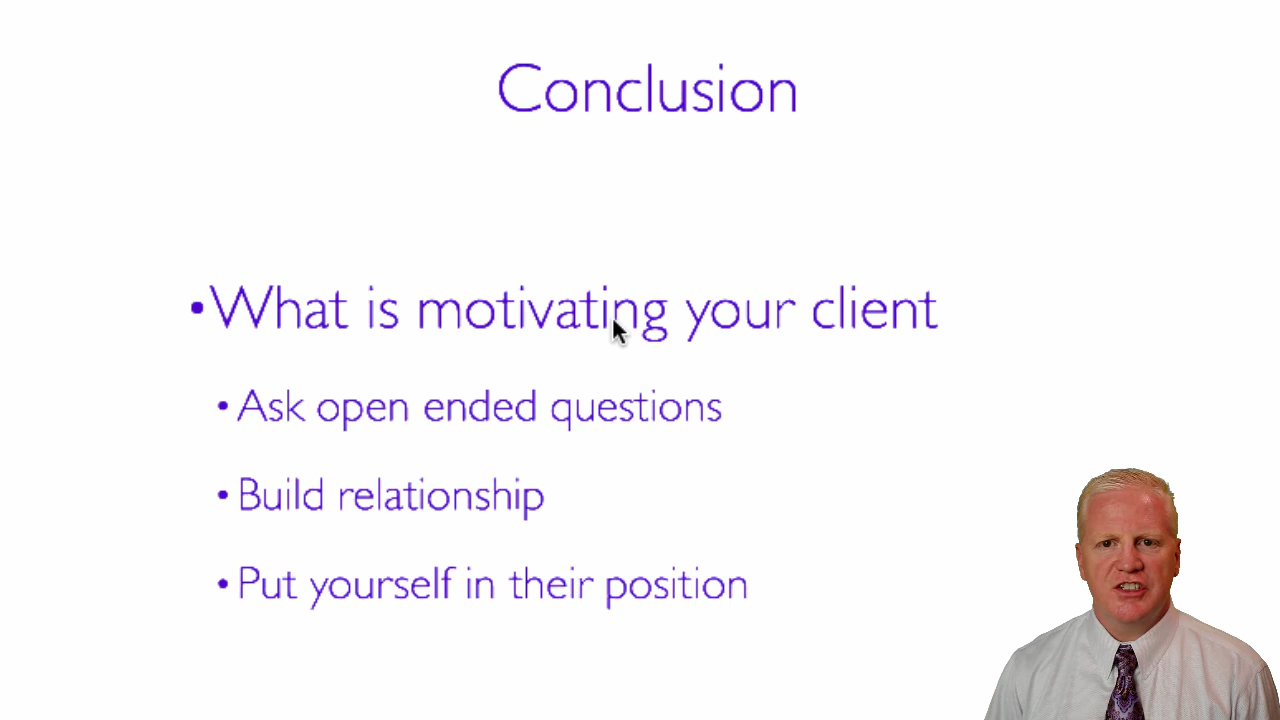 Conclusion
•What is motivating your client
•Ask open ended questions
•Build relationship
•Put yourself in their position